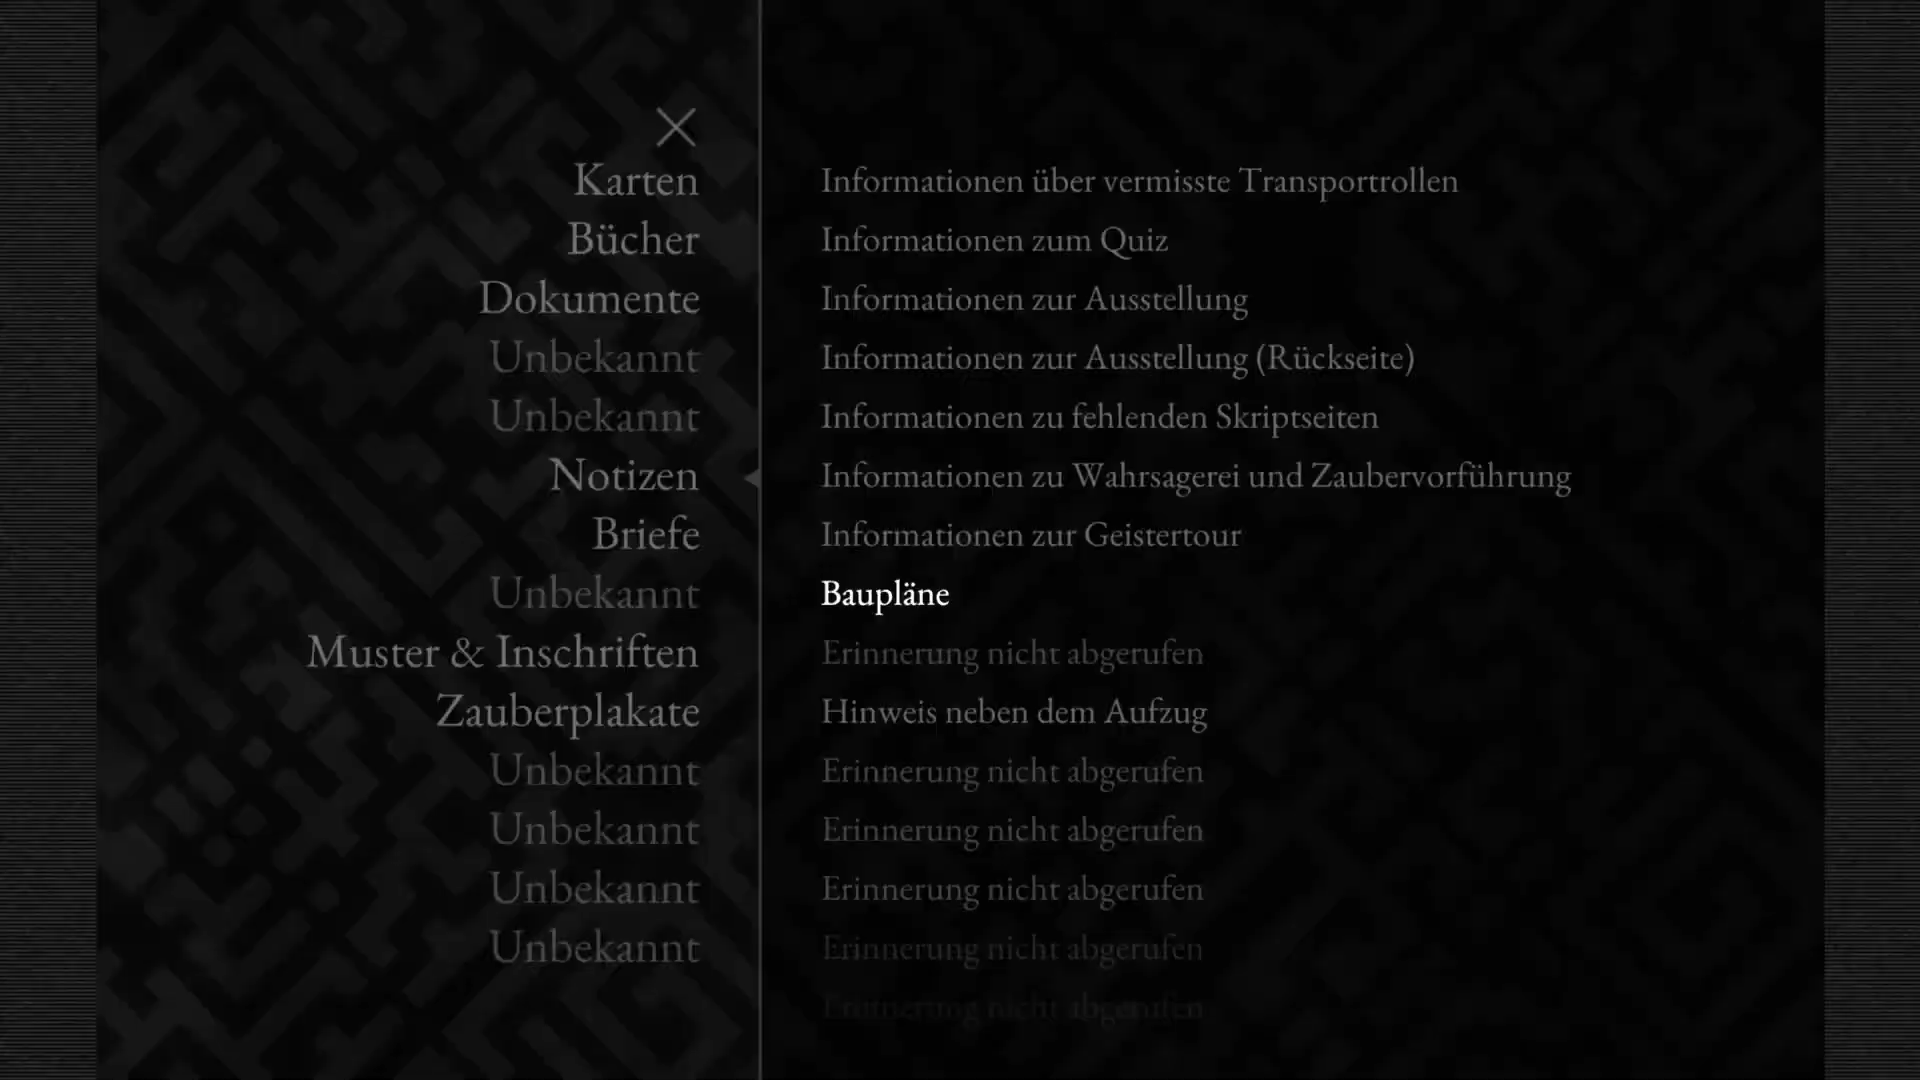 Karten
Bücher
Dokumente
Unbekannt
Unbekannt
Notizen
Briefe
Unbekannt
Muster & Inschriften
Zauberplakate
Unbekannt
Unbekannt
Unbekannt
Unbekannt
Informationen über vermisste Transportrollen
Informationen zum Quiz
Informationen zur Ausstellung
Informationen zur Ausstellung (Rückseite)
Informationen zu fehlenden Skriptseiten
Informationen zu Wahrsagerei und Zaubervorführung
Informationen zur Geistertour
Baupläne
Erinnerung nicht abgerufen
Hinweis neben dem Aufzug
Erinnerung nicht abgerufen
Erinnerung nicht abgerufen
Erinnerung nicht abgerufen
Erinnerung nicht abgerufen
Erinnerung nicht abgerufen